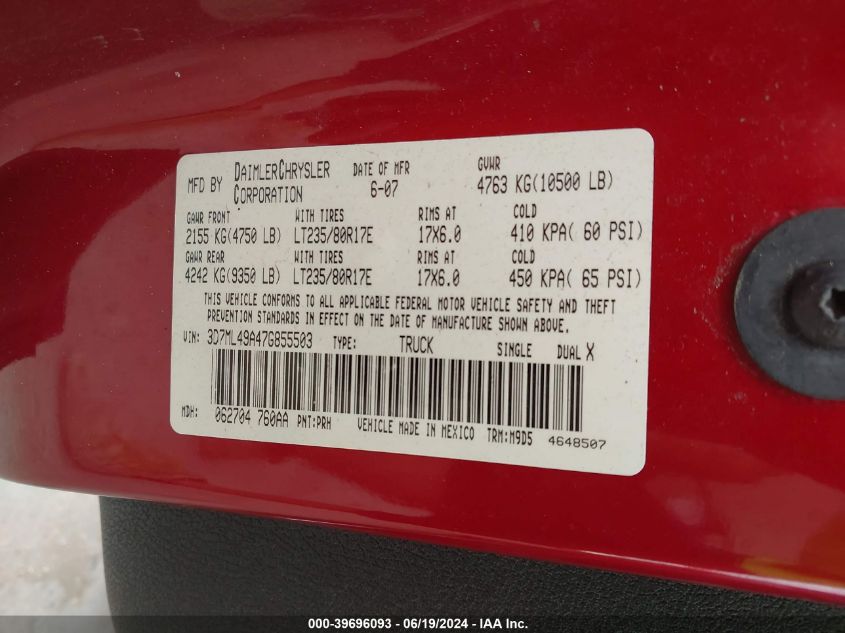 MFD BY DAIMLERCHRYSLER CORPORATION DATE OF MFR 6-07 GVWR 4763 KG(10500 LB)
GAWR FRONT WITH TIRES RIMS AT COLD
2155 KG(4750 LB) LT235/80R17E 17X6.0 410 KPA( 60 PSI)
GAWR REAR WITH TIRES RIMS AT COLD
4242 KG(9350 LB) LT235/80R17E 17X6.0 450 KPA( 65 PSI)
THIS VEHICLE CONFORMS TO ALL APPLICABLE FEDERAL MOTOR VEHICLE SAFETY AND THEFT
PREVENTION STANDARDS IN EFFECT ON THE DATE OF MANUFACTURE SHOWN ABOVE.
VIN: 3D7ML49A47G855503 TYPE: TRUCK SINGLE DUAL X
MDH: 062704 760AA PNT:PRH VEHICLE MADE IN MEXICO TRM:M9D5 4648507
000-39696093 / 06/19/2024 - IAA Inc.